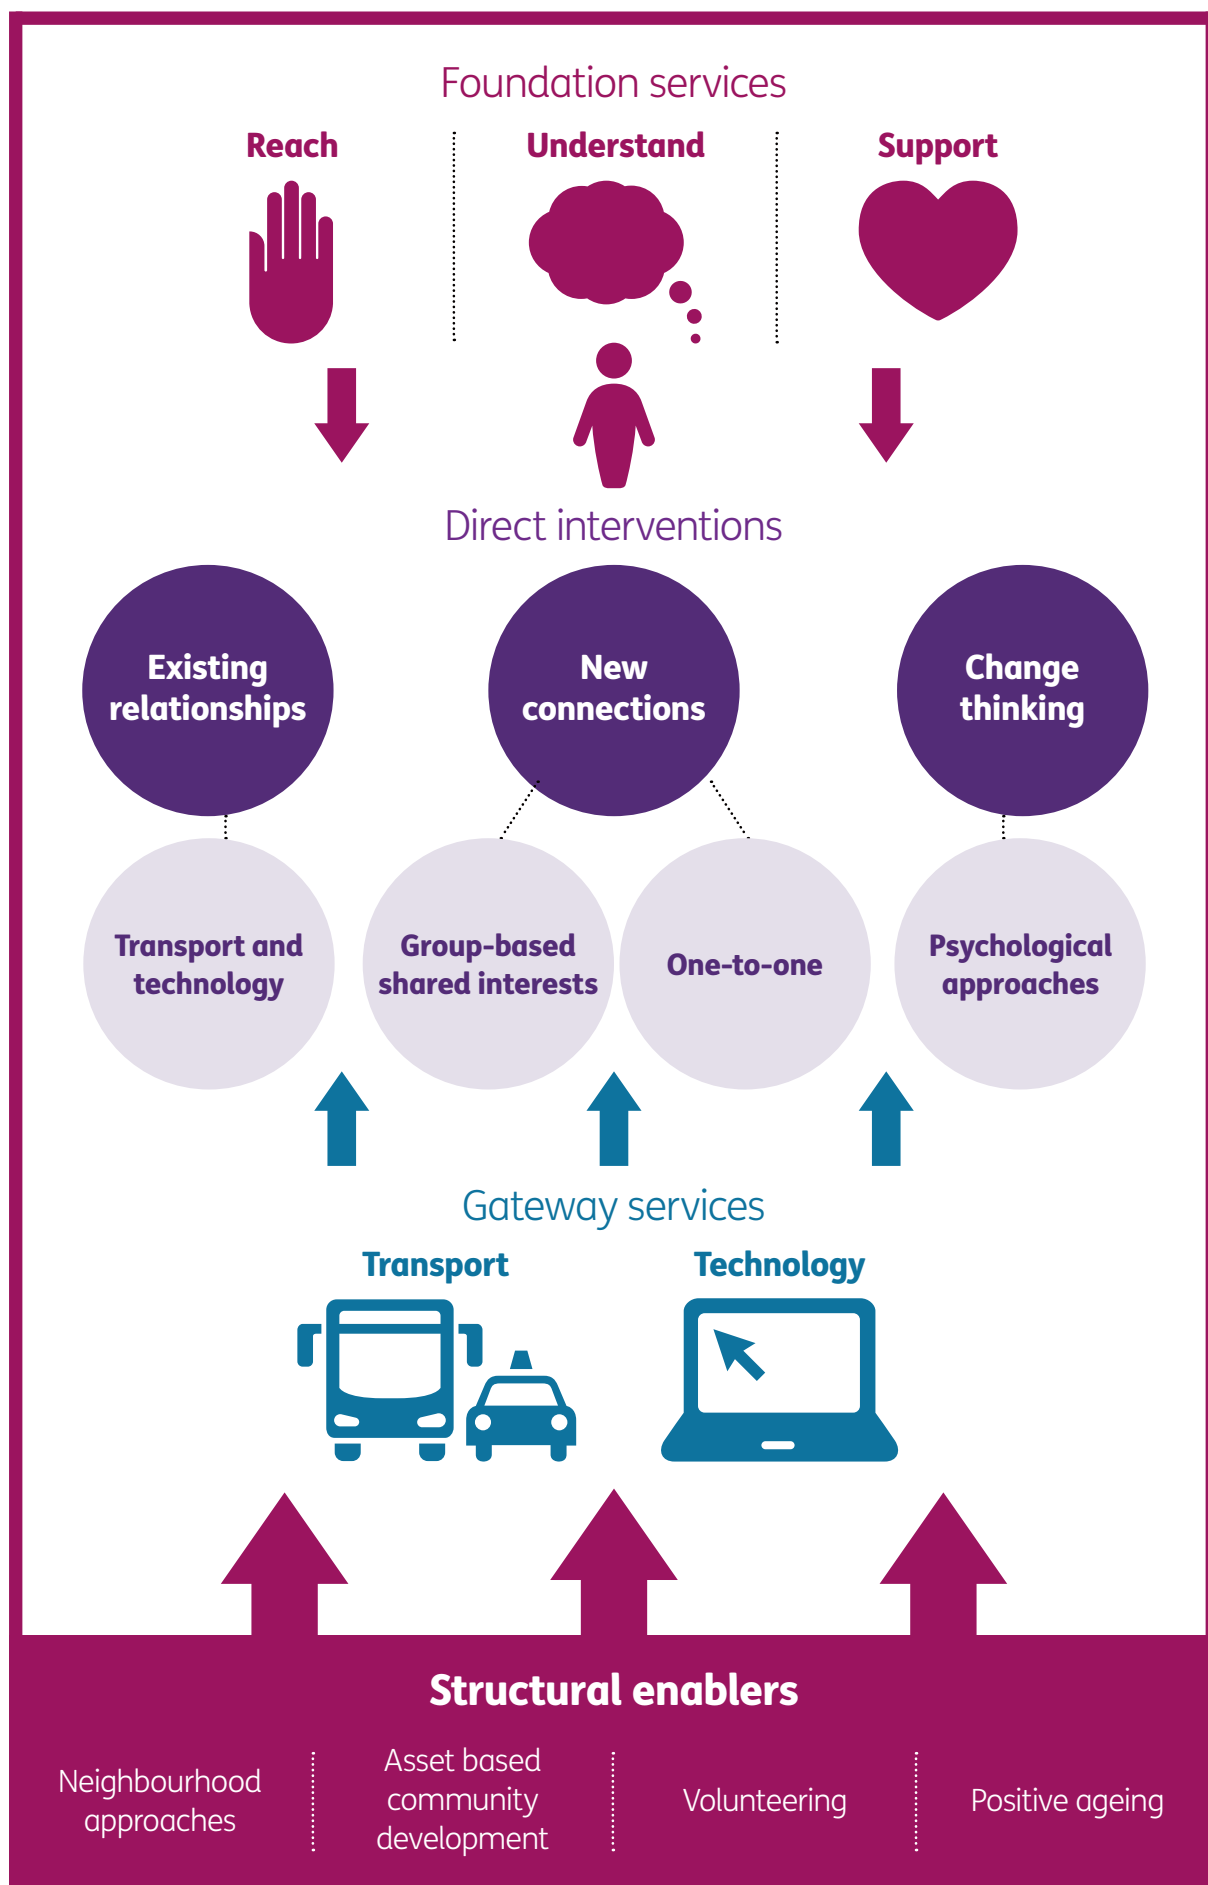 Foundation services
Reach
Understand
Support
Direct interventions
Existing
relationships
New
connections
Change
thinking
Transport and
technology
Group-based
shared interests
One-to-one
Psychological
approaches
Gateway services
Transport
Technology
Structural enablers
Neighbourhood
approaches
Asset based
community
development
Volunteering
Positive ageing